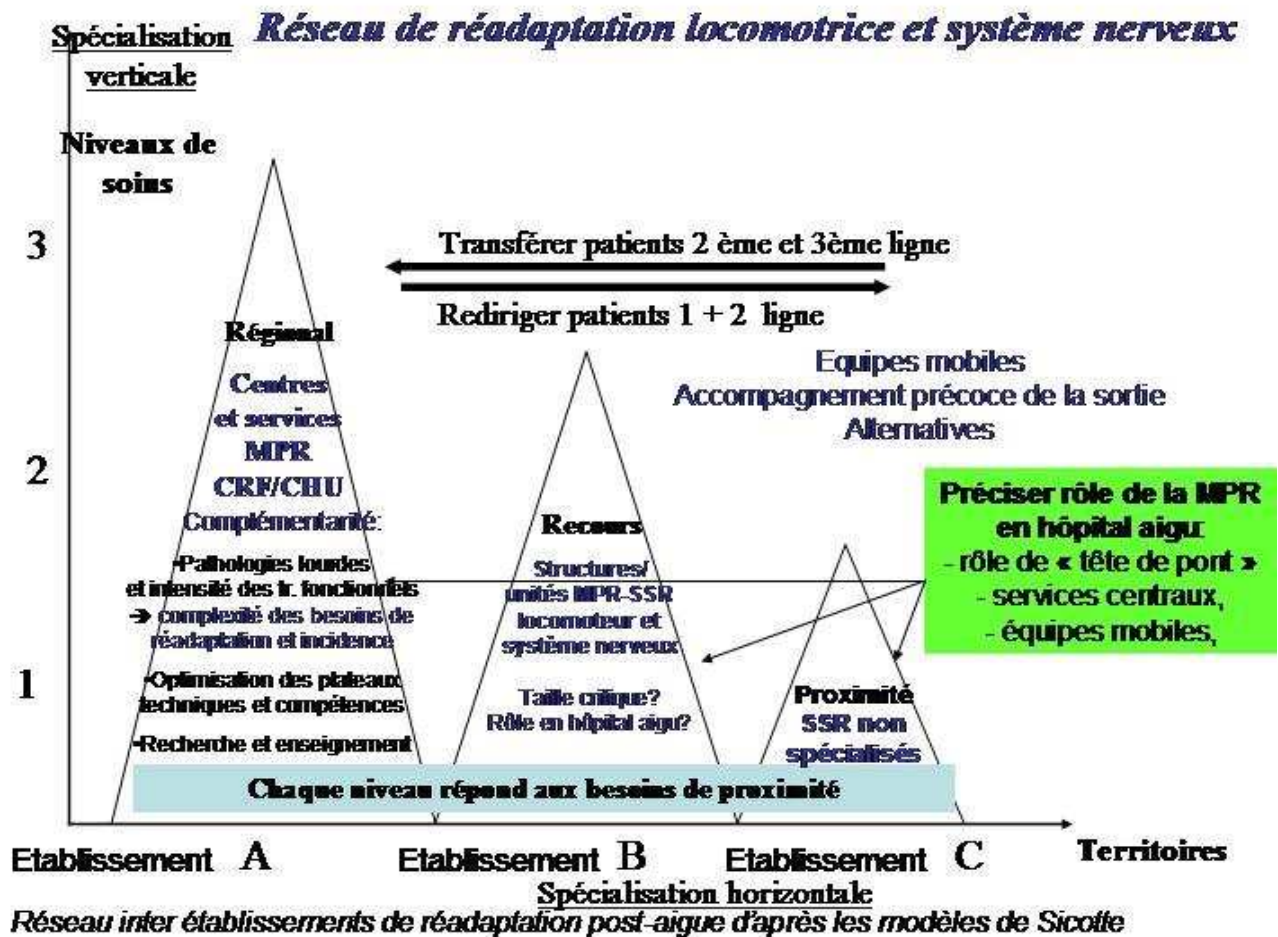 Réseau de réadaptation locomotrice et système nerveux
Spécialisation
verticale
Niveaux de
soins
3
2
1
Transférer patients 2 ème et 3ème ligne
Rediriger patients 1 + 2 ligne
Régional
Centres
et services
MPR
CRF/CHU
Complémentarité:
•Pathologies lourdes
et intensité des tr. fonctionnels
→ complexité des besoins de
réadaptation et incidence
•Optimisation des plateaux
techniques et compétences
•Recherche et enseignement
Recours
Structures/
unités MPR-SSR
locomoteur et
système nerveux
Taille critique?
Rôle en hôpital aigu?
Equipes mobiles
Accompagnement précoce de la sortie
Alternatives
Préciser rôle de la MPR
en hôpital aigu:
- rôle de « tête de pont »
- services centraux,
- équipes mobiles,
Proximité
SSR non
spécialisés
Chaque niveau répond aux besoins de proximité
Etablissement A
Etablissement B
Etablissement C
Territoires
Spécialisation horizontale
Réseau inter établissements de réadaptation post-aigue d'après les modèles de Sicotte